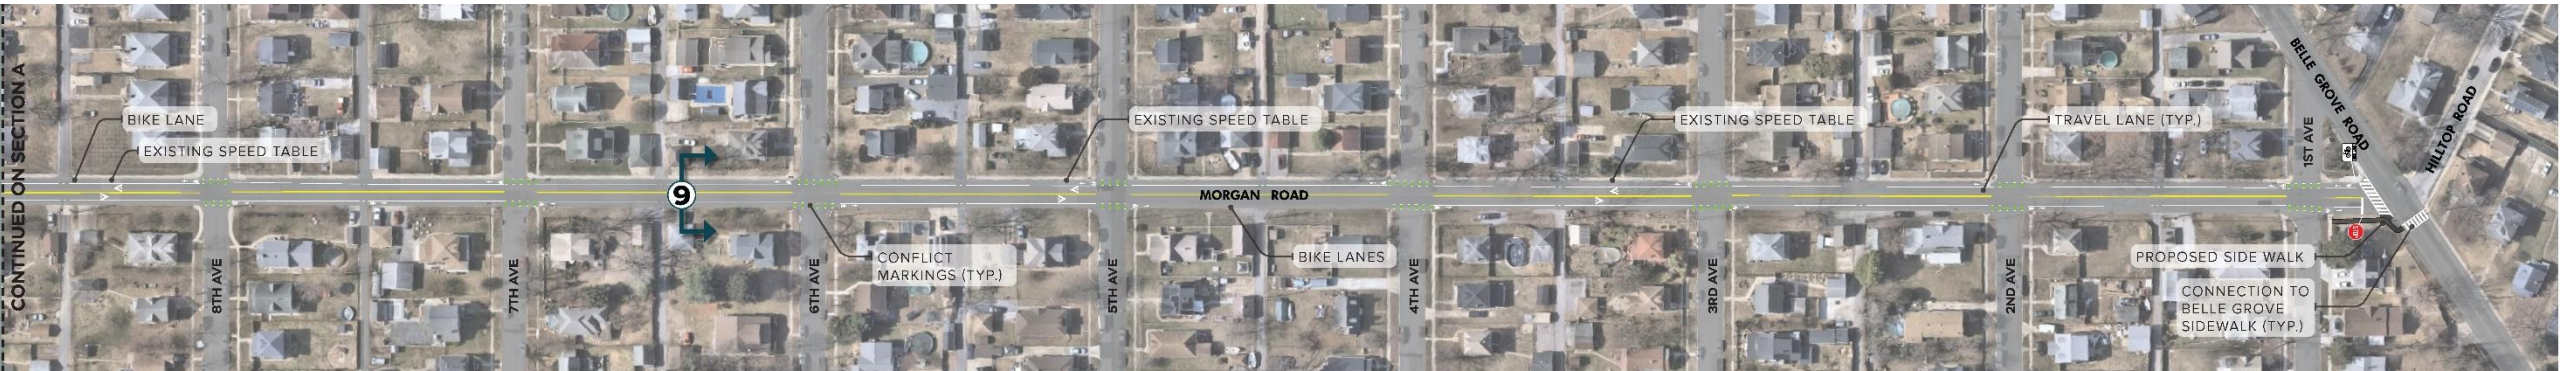 CONTINUED ON SECTION A
BIKE LANE
EXISTING SPEED TABLE
8TH AVE
7TH AVE
9
6TH AVE
CONFLICT
MARKINGS (TYP.)
EXISTING SPEED TABLE
5TH AVE
MORGAN ROAD
BIKE LANES
4TH AVE
EXISTING SPEED TABLE
3RD AVE
TRAVEL LANE (TYP.)
2ND AVE
1ST AVE
BELLE GROVE ROAD
HILLTOP ROAD
STOP
PROPOSED SIDE WALK
CONNECTION TO
BELLE GROVE
SIDEWALK (TYP.)